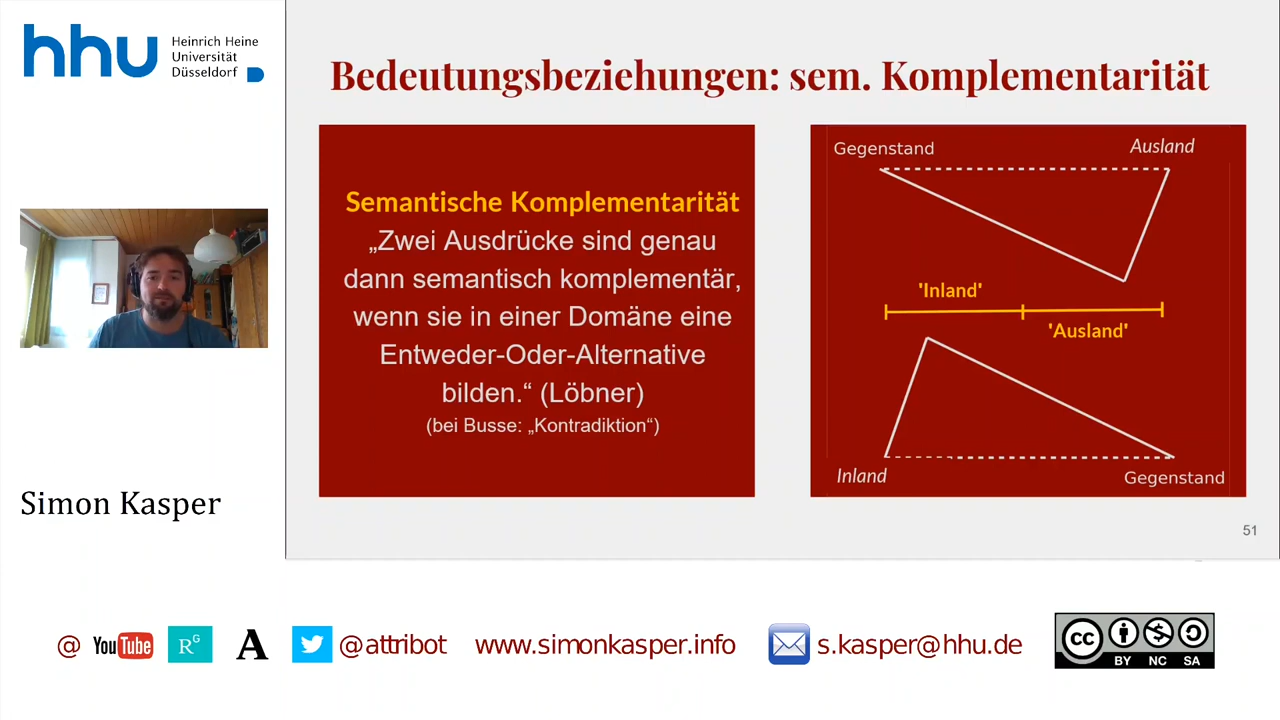 hhu Heinrich Heine
Universität
Düsseldorf
Bedeutungsbeziehungen: sem. Komplementarität
Semantische Komplementarität
„Zwei Ausdrücke sind genau
dann semantisch komplementär,
wenn sie in einer Domäne eine
Entweder-Oder-Alternative
bilden.“ (Löbner)
(bei Busse: „Kontradiktion“)
Gegenstand Ausland
'Inland'
'Ausland'
Inland Gegenstand
51
Simon Kasper
@ YouTube RG A @attribot www.simonkasper.info s.kasper@hhu.de cc
BY NC SA